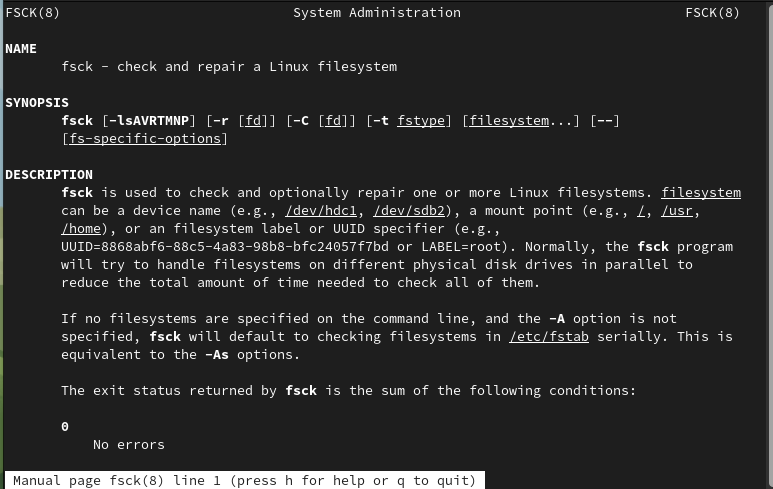 FSCK(8) System Administration FSCK(8)
NAME
fsck - check and repair a Linux filesystem
SYNOPSIS
fsck [-lsAVRTMNP] [-r [fd]] [-C [fd]] [-t fstype] [filesystem...] [--]
[fs-specific-options]
DESCRIPTION
fsck is used to check and optionally repair one or more Linux filesystems. filesystem
can be a device name (e.g., /dev/hdc1, /dev/sdb2), a mount point (e.g., /, /usr,
/home), or an filesystem label or UUID specifier (e.g.,
UUID=8868abf6-88c5-4a83-98b8-bfc24057f7bd or LABEL=root). Normally, the fsck program
will try to handle filesystems on different physical disk drives in parallel to
reduce the total amount of time needed to check all of them.
If no filesystems are specified on the command line, and the -A option is not
specified, fsck will default to checking filesystems in /etc/fstab serially. This is
equivalent to the -As options.
The exit status returned by fsck is the sum of the following conditions:
0
No errors
Manual page fsck(8) line 1 (press h for help or q to quit)